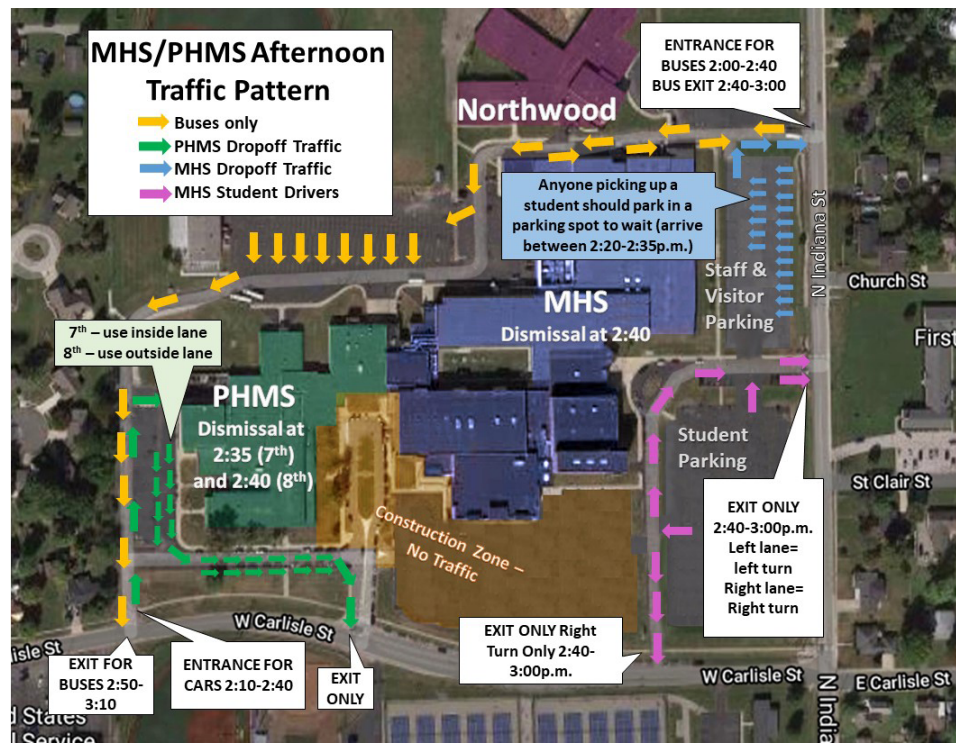 MHS/PHMS Afternoon
Traffic Pattern
Buses only
PHMS Dropoff Traffic
MHS Dropoff Traffic
MHS Student Drivers
Northwood
ENTRANCE FOR
BUSES 2:00-2:40
BUS EXIT 2:40-3:00
Anyone picking up a
student should park in a
parking spot to wait (arrive
between 2:20-2:35p.m.)
N Indiana St
Staff &
Visitor
Parking
Church St
First
MHS
Dismissal at 2:40
7th – use inside lane
8th – use outside lane
PHMS
Dismissal at
2:35 (7th)
and 2:40 (8th)
Student
Parking
St Clair St
EXIT ONLY
2:40-3:00p.m.
Left lane=
left turn
Right lane=
Right turn
Construction Zone –
No Traffic
W Carlisle St
isle St
EXIT FOR
BUSES 2:50-
3:10
ENTRANCE FOR
CARS 2:10-2:40
EXIT
ONLY
EXIT ONLY Right
Turn Only 2:40-
3:00p.m.
W Carlisle St
E Carlisle St
N India
d States
l Service